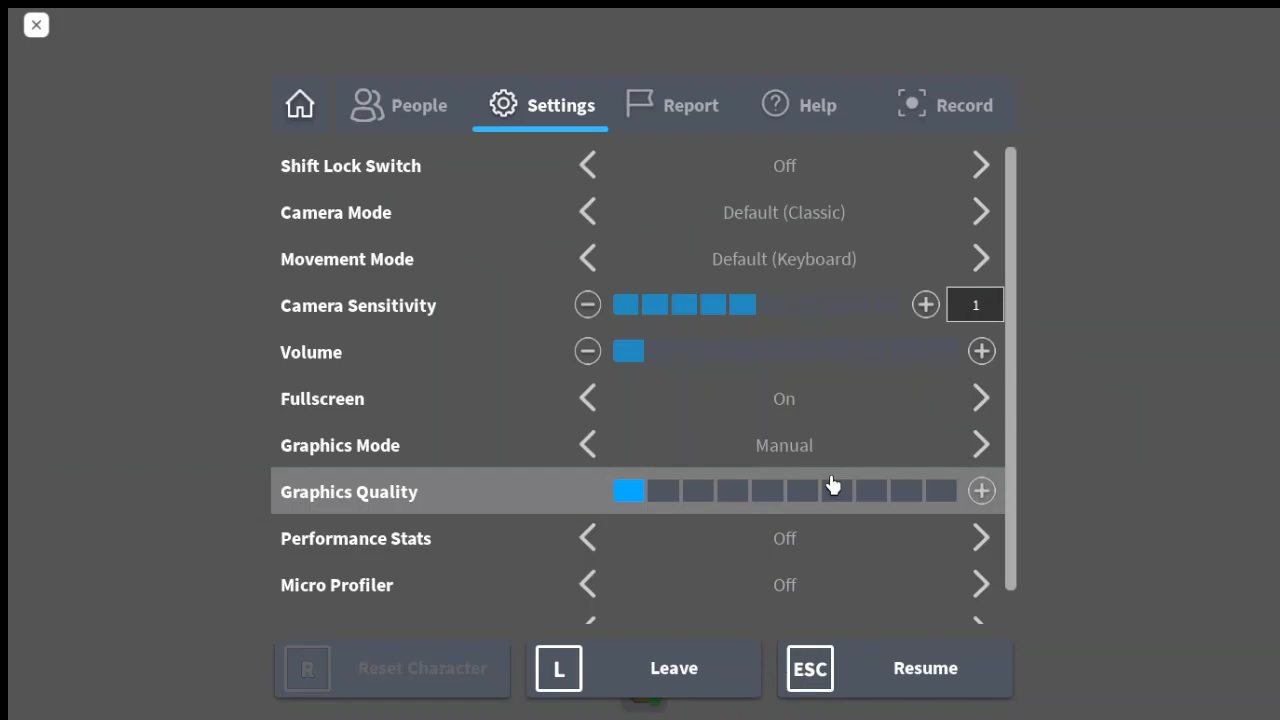 People
Settings
Report
Help
Record
Shift Lock Switch Off
Camera Mode Default (Classic)
Movement Mode Default (Keyboard)
Camera Sensitivity 1
Volume
Fullscreen On
Graphics Mode Manual
Graphics Quality
Performance Stats Off
Micro Profiler Off
R Reset Character
L Leave
ESC Resume